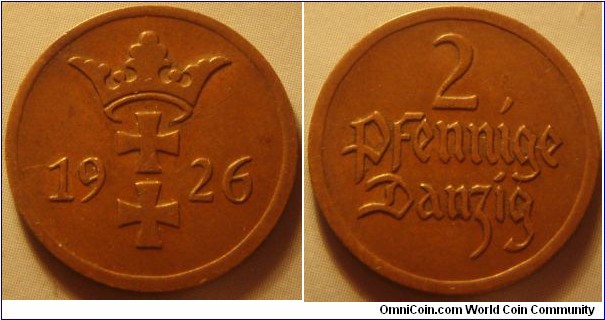 1926
2
Pfennige
Danzig
OmniCoin.com World Coin Community